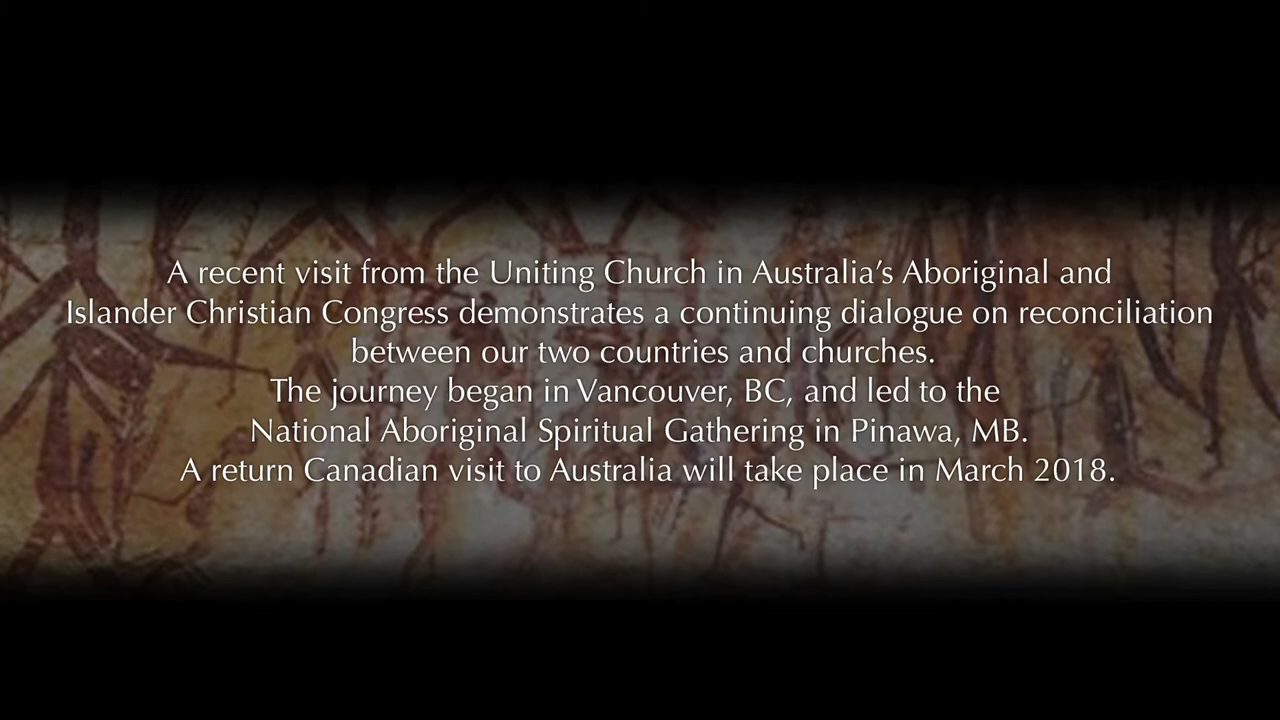 A recent visit from the Uniting Church in Australia’s Aboriginal and
Islander Christian Congress demonstrates a continuing dialogue on reconciliation
between our two countries and churches.
The journey began in Vancouver, BC, and led to the
National Aboriginal Spiritual Gathering in Pinawa, MB.
A return Canadian visit to Australia will take place in March 2018.